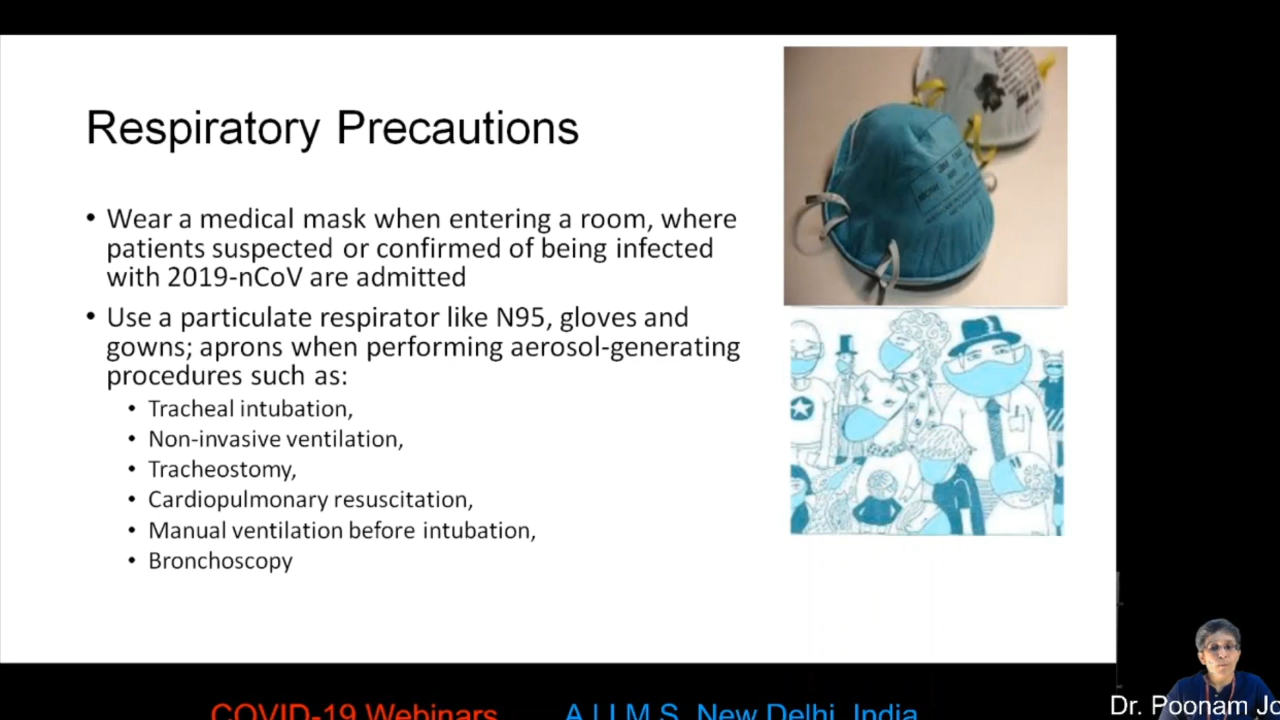 Respiratory Precautions
• Wear a medical mask when entering a room, where
patients suspected or confirmed of being infected
with 2019-nCoV are admitted
• Use a particulate respirator like N95, gloves and
gowns; aprons when performing aerosol-generating
procedures such as:
• Tracheal intubation,
• Non-invasive ventilation,
• Tracheostomy,
• Cardiopulmonary resuscitation,
• Manual ventilation before intubation,
• Bronchoscopy
Dr. Poonam Jo
COVID-19 Webinars A.I.I.M.S. New Delhi, India